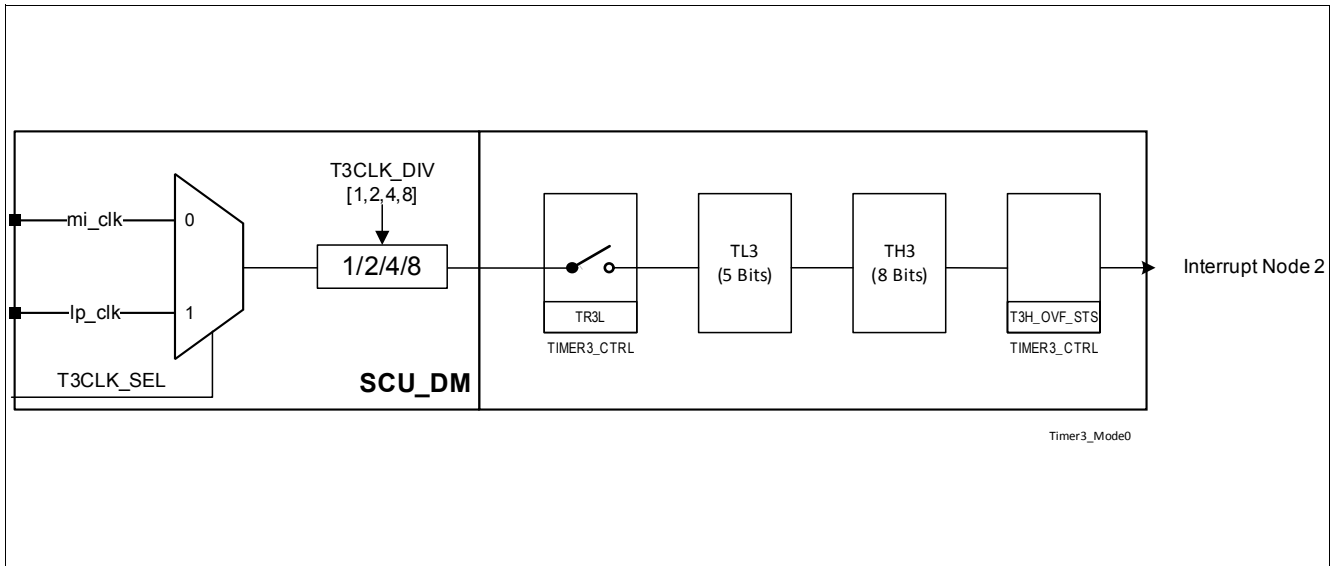 T3CLK_DIV
[1,2,4,8]
mi_clk
0
1/2/4/8
TL3
(5 Bits)
TH3
(8 Bits)
Interrupt Node 2
lp_clk
1
TR3L
T3H_OVF_STS
TIMER3_CTRL
TIMER3_CTRL
T3CLK_SEL
SCU_DM
Timer3_Mode0